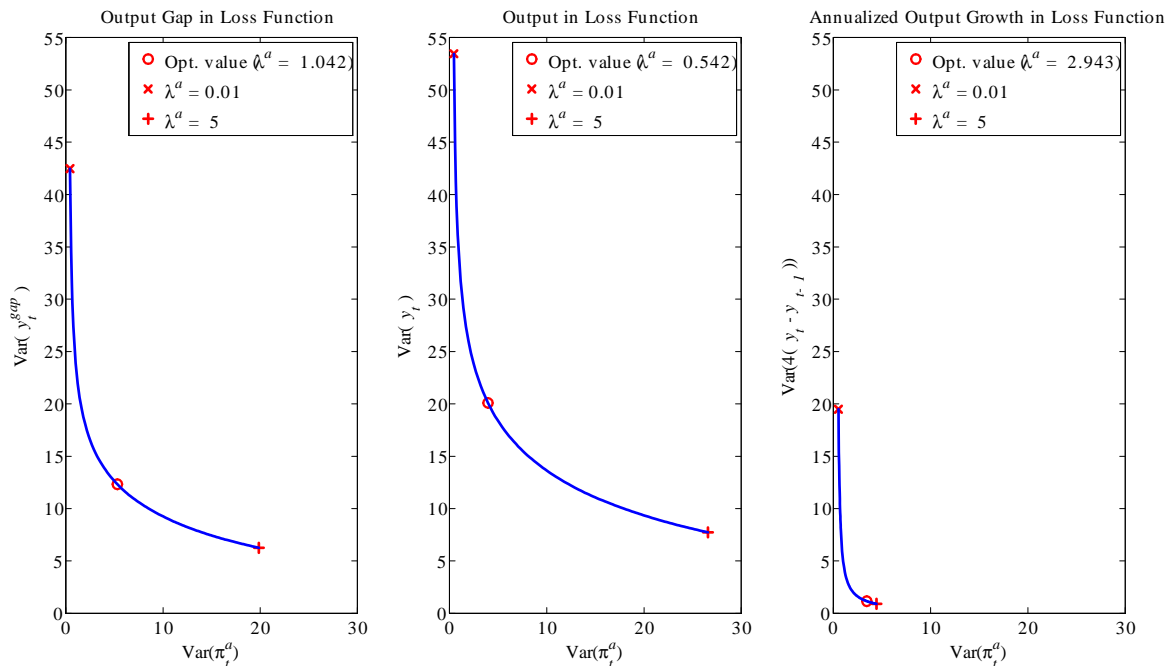 Output Gap in Loss Function
55
50
45
40
35
30
25
20
15
10
5
0
Var( y_t^{gap})
0 10 20 30
Var(π_t^a)
Opt. value (λ^a = 1.042)
λ^a = 0.01
λ^a = 5
Output in Loss Function
55
50
45
40
35
30
25
20
15
10
5
0
Var( y_t)
0 10 20 30
Var(π_t^a)
Opt. value (λ^a = 0.542)
λ^a = 0.01
λ^a = 5
Annualized Output Growth in Loss Function
55
50
45
40
35
30
25
20
15
10
5
0
Var(4( y_t - y_{t-1}))
0 10 20 30
Var(π_t^a)
Opt. value (λ^a = 2.943)
λ^a = 0.01
λ^a = 5